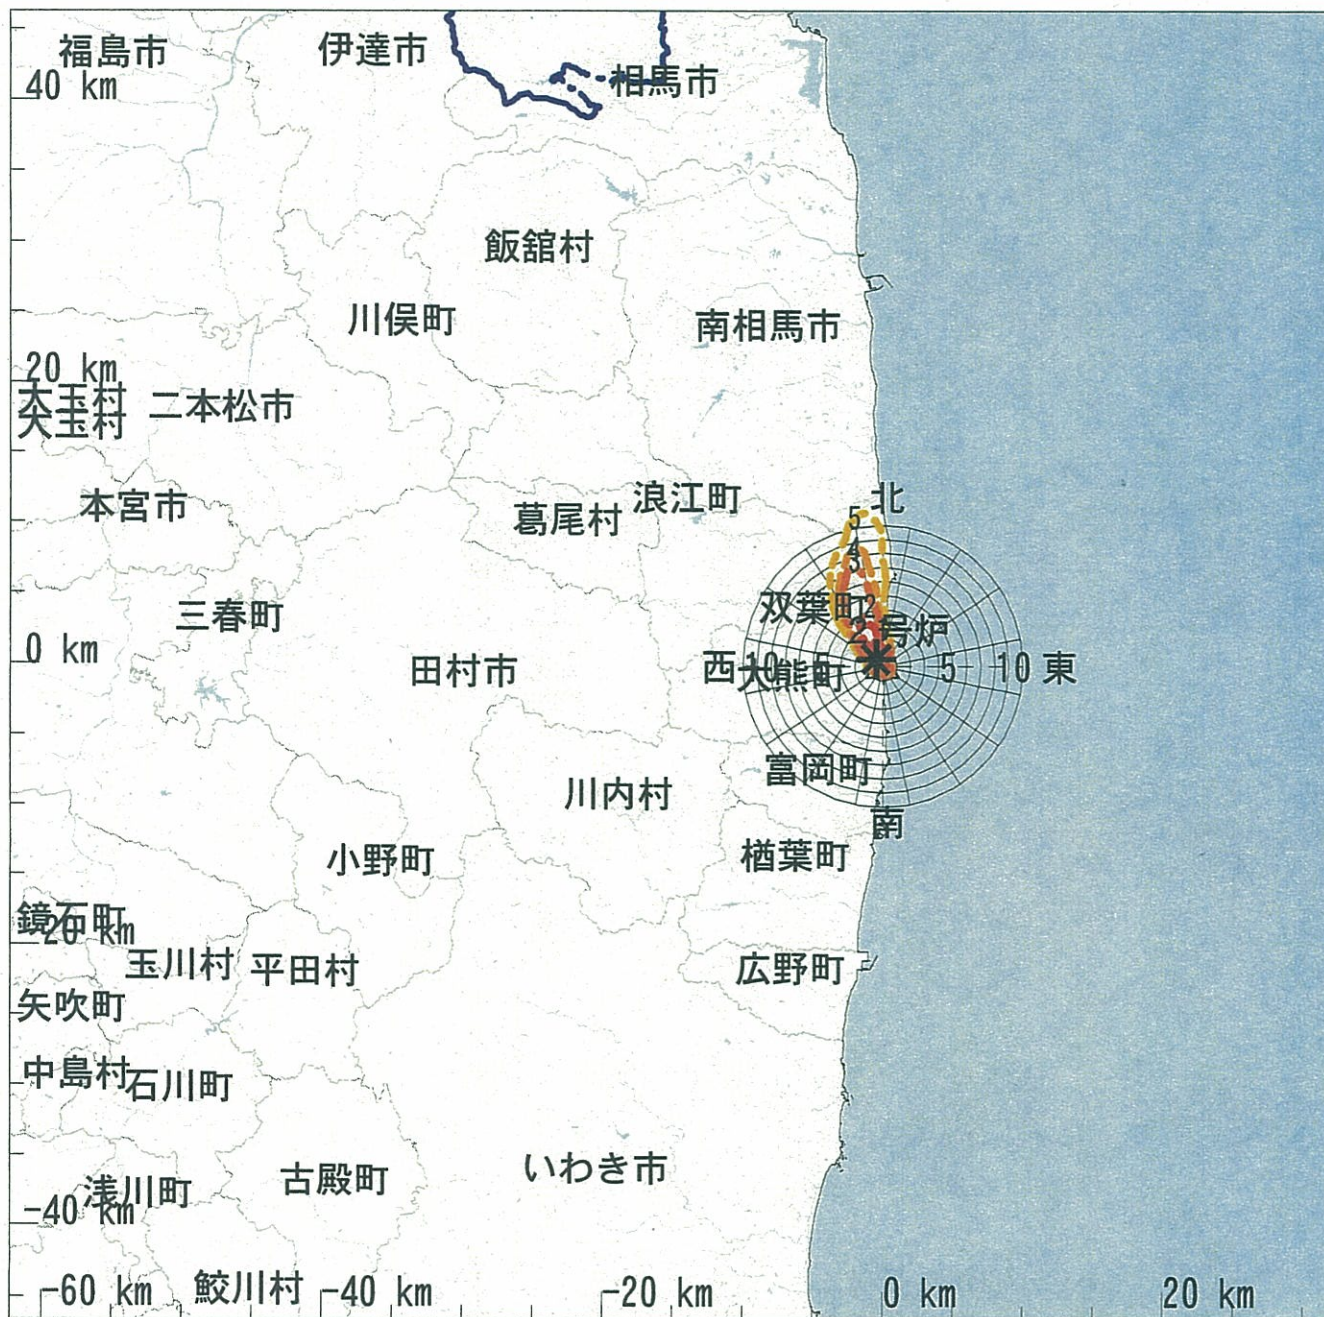 福島市
伊達市
相馬市
40 km
飯舘村
川俣町
南相馬市
20 km
大玉村
二本松市
大玉村
本宮市
葛尾村
浪江町
北
5
4
3
三春町
双葉町
2
2号炉
0 km
田村市
西
10
5
大熊町
5
10
東
富岡町
川内村
南
小野町
楢葉町
鏡石町
-20 km
玉川村
平田村
広野町
矢吹町
中島村
石川町
いわき市
古殿町
浅川町
-40 km
-60 km
鮫川村
-40 km
-20 km
0 km
20 km